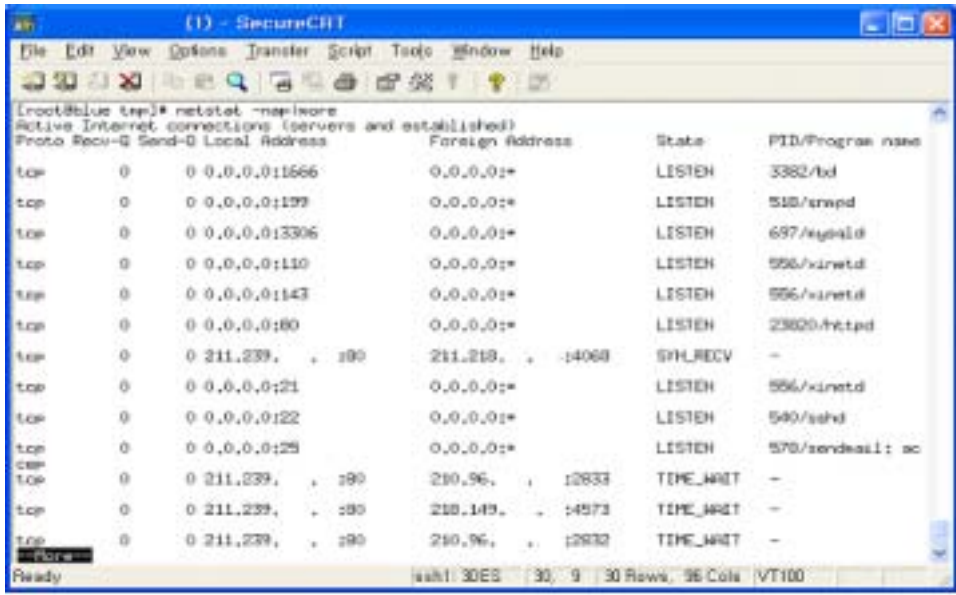 (1) - SecureCRT
File Edit View Options Transfer Script Tools Window Help
[root@blue tmp]# netstat -nap|more
Active Internet connections (servers and established)
Proto Recv-Q Send-Q Local Address Foreign Address State PID/Program name
tcp 0 0 0.0.0.0:1666 0.0.0.0:* LISTEN 3382/bd
tcp 0 0 0.0.0.0:199 0.0.0.0:* LISTEN 518/snmpd
tcp 0 0 0.0.0.0:3306 0.0.0.0:* LISTEN 697/mysqld
tcp 0 0 0.0.0.0:110 0.0.0.0:* LISTEN 556/xinetd
tcp 0 0 0.0.0.0:143 0.0.0.0:* LISTEN 556/xinetd
tcp 0 0 0.0.0.0:80 0.0.0.0:* LISTEN 23820/httpd
tcp 0 0 211.239. . :80 211.218. . :4068 SYN_RECV -
tcp 0 0 0.0.0.0:21 0.0.0.0:* LISTEN 556/xinetd
tcp 0 0 0.0.0.0:22 0.0.0.0:* LISTEN 540/sshd
tcp 0 0 0.0.0.0:25 0.0.0.0:* LISTEN 578/sendmail: ac
cep
tcp 0 0 211.239. . :80 210.96. . :2833 TIME_WAIT -
tcp 0 0 211.239. . :80 218.149. . :4573 TIME_WAIT -
tcp 0 0 211.239. . :80 210.96. . :2832 TIME_WAIT -
--More--
Ready ssh1: 3DES 30, 9 30 Rows, 96 Cols VT100